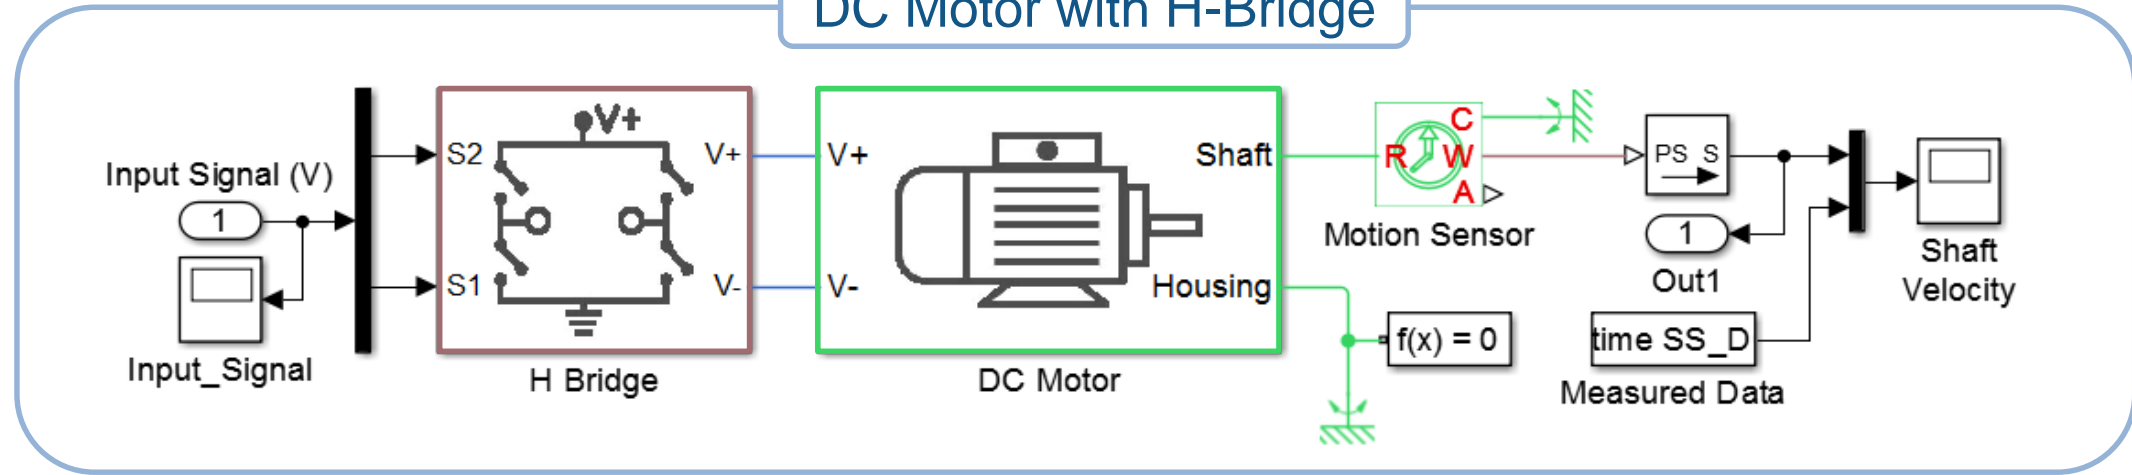 DC Motor with H-Bridge
Input Signal (V)
1
Input_Signal
S2
S1
V+
V+
V-
H Bridge
V+
V-
Shaft
Housing
DC Motor
C
R
W
A
Motion Sensor
f(x) = 0
PS S
1
Out1
time SS_D
Measured Data
Shaft
Velocity